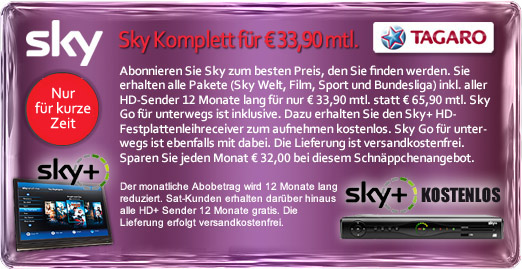 sky
Sky Komplett für € 33,90 mtl.
TAGARO
Nur
für kurze
Zeit
Abonnieren Sie Sky zum besten Preis, den Sie finden werden. Sie
erhalten alle Pakete (Sky Welt, Film, Sport und Bundesliga) inkl. aller
HD-Sender 12 Monate lang für nur € 33,90 mtl. statt € 65,90 mtl. Sky
Go für unterwegs ist inklusive. Dazu erhalten Sie den Sky+ HD-
Festplattenleihreceiver zum aufnehmen kostenlos. Sky Go für unter-
wegs ist ebenfalls mit dabei. Die Lieferung ist versandkostenfrei.
Sparen Sie jeden Monat € 32,00 bei diesem Schnäppchenangebot.
sky+
Der monatliche Abobetrag wird 12 Monate lang
reduziert. Sat-Kunden erhalten darüber hinaus
alle HD+ Sender 12 Monate gratis. Die
Lieferung erfolgt versandkostenfrei.
sky+ KOSTENLOS